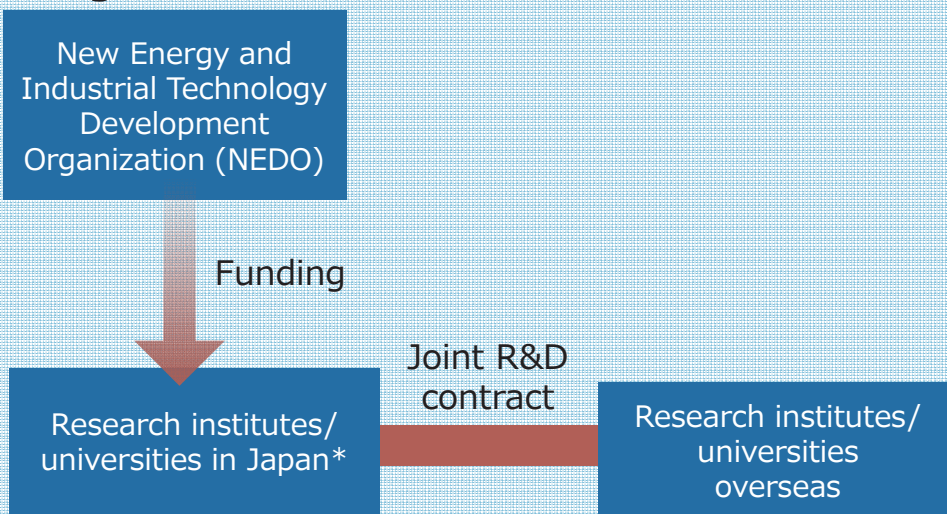 New Energy and
Industrial Technology
Development
Organization (NEDO)
Funding
Joint R&D
contract
Research institutes/
universities in Japan*
Research institutes/
universities
overseas